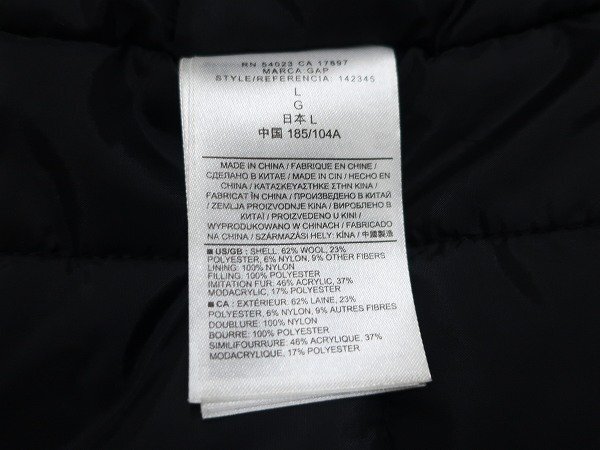 RN 54023 CA 17897
MARCA GAP
STYLE/REFERENCIA: 142345
L
G
日本 L
中国 185/104A
MADE IN CHINA / FABRIQUE EN CHINE /
СДЕЛАНО В КИТАЕ / MADE IN CIN / HECHO EN
CHINA / ΚΑΤΑΣΚΕΥΑΣΤΗΚΕ ΣΤΗΝ ΚΙΝΑ /
FABRICAT ÎN CHINA / ПРОИЗВЕДЕНО В КИТАЙ
/ ZEMLJA PROIZVODNJE KINA / ВИРОБЛЕНО В
КИТАЇ / PROIZVEDENO U KINI /
WYPRODUKOWANO W CHINACH / FABBRICADO
NA CHINA / SZÁRMAZÁSI HELY: KÍNA / 中國製造
■ US/GB : SHELL: 62% WOOL, 23%
POLYESTER, 6% NYLON, 9% OTHER FIBERS
LINING: 100% NYLON
FILLING: 100% POLYESTER
IMITATION FUR: 46% ACRYLIC, 37%
MODACRYLIC, 17% POLYESTER
■ CA : EXTÉRIEUR: 62% LAINE, 23%
POLYESTER, 6% NYLON, 9% AUTRES FIBRES
DOUBLURE: 100% NYLON
BOURRE: 100% POLYESTER
SIMILIFOURRURE: 46% ACRYLIQUE, 37%
MODACRYLIQUE, 17% POLYESTER